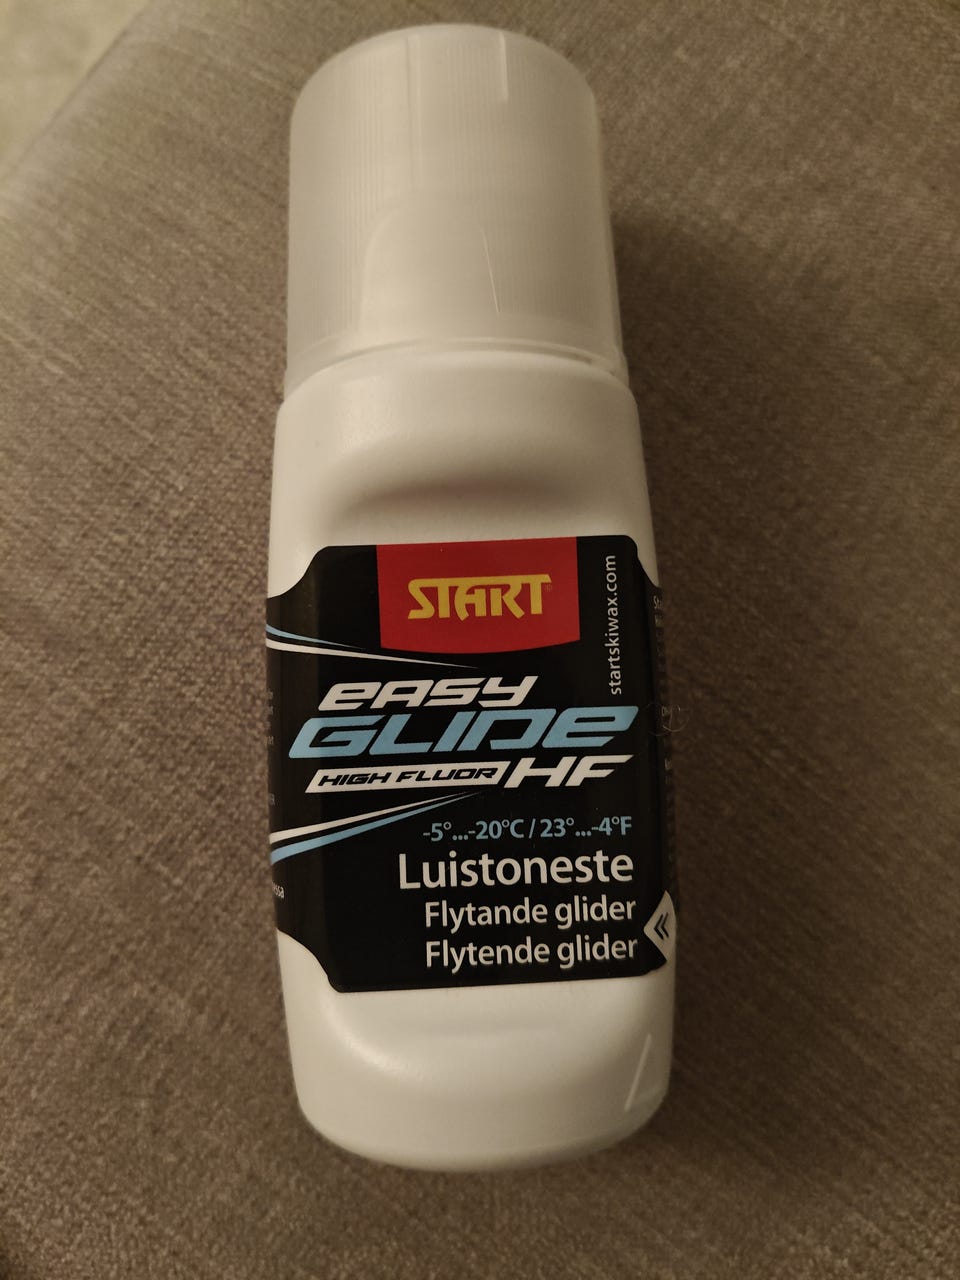 START
startskiwax.com
easy
GLIDe
HIGH FLUOR HF
-5°...-20°C / 23°...-4°F
Luistoneste
Flytande glider
Flytende glider